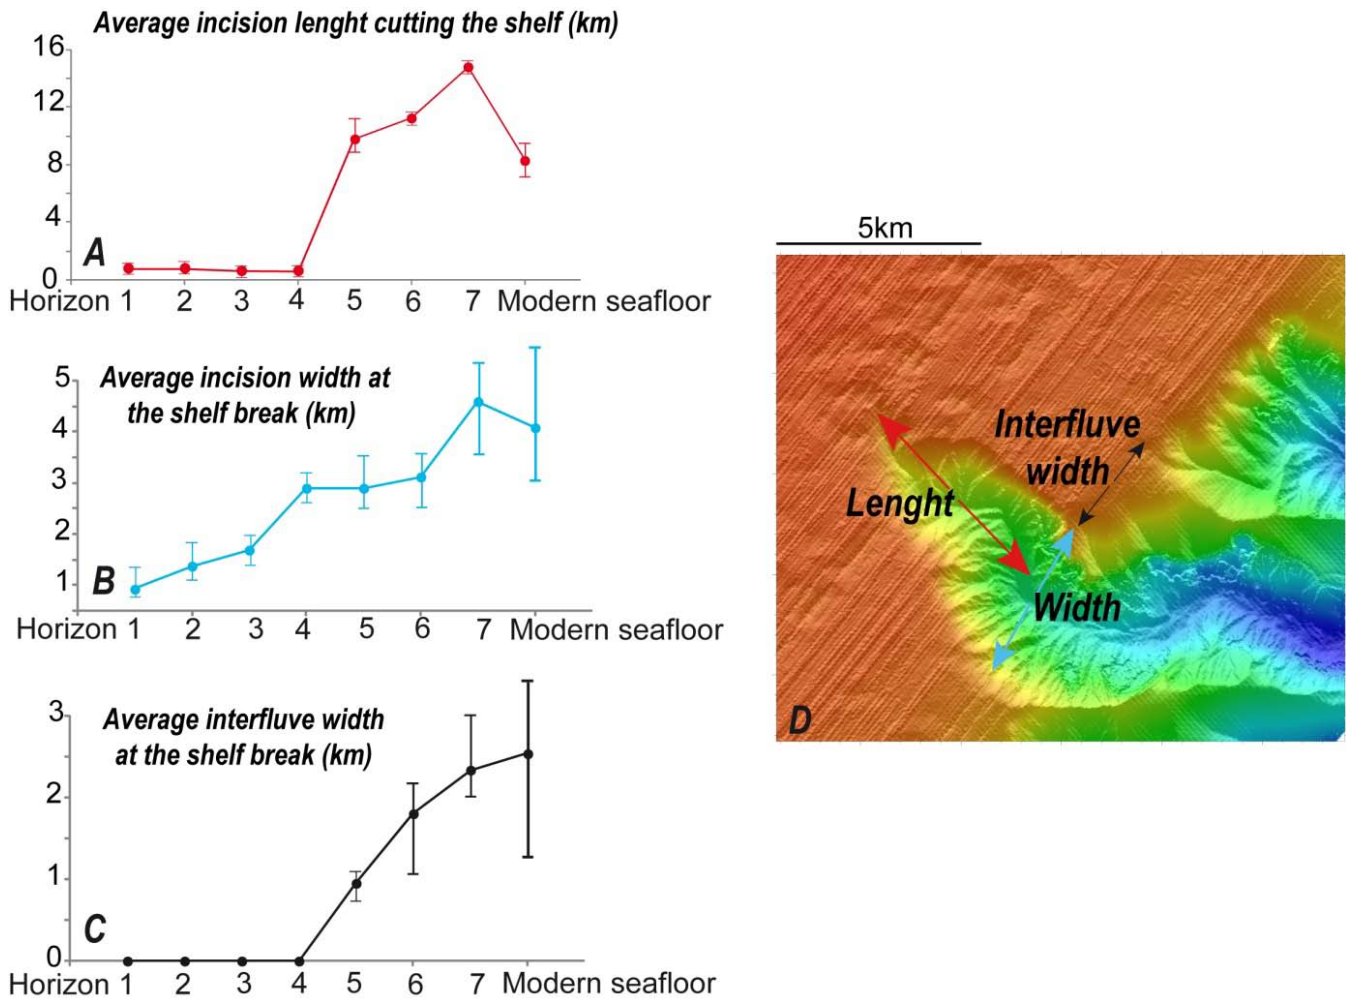 Average incision lenght cutting the shelf (km)
16
12
8
4
0
A
Horizon 1 2 3 4 5 6 7 Modern seafloor
Average incision width at
the shelf break (km)
5
4
3
2
1
B
Horizon 1 2 3 4 5 6 7 Modern seafloor
Average interfluve width
at the shelf break (km)
3
2
1
0
C
Horizon 1 2 3 4 5 6 7 Modern seafloor
5km
Interfluve
width
Lenght
Width
D